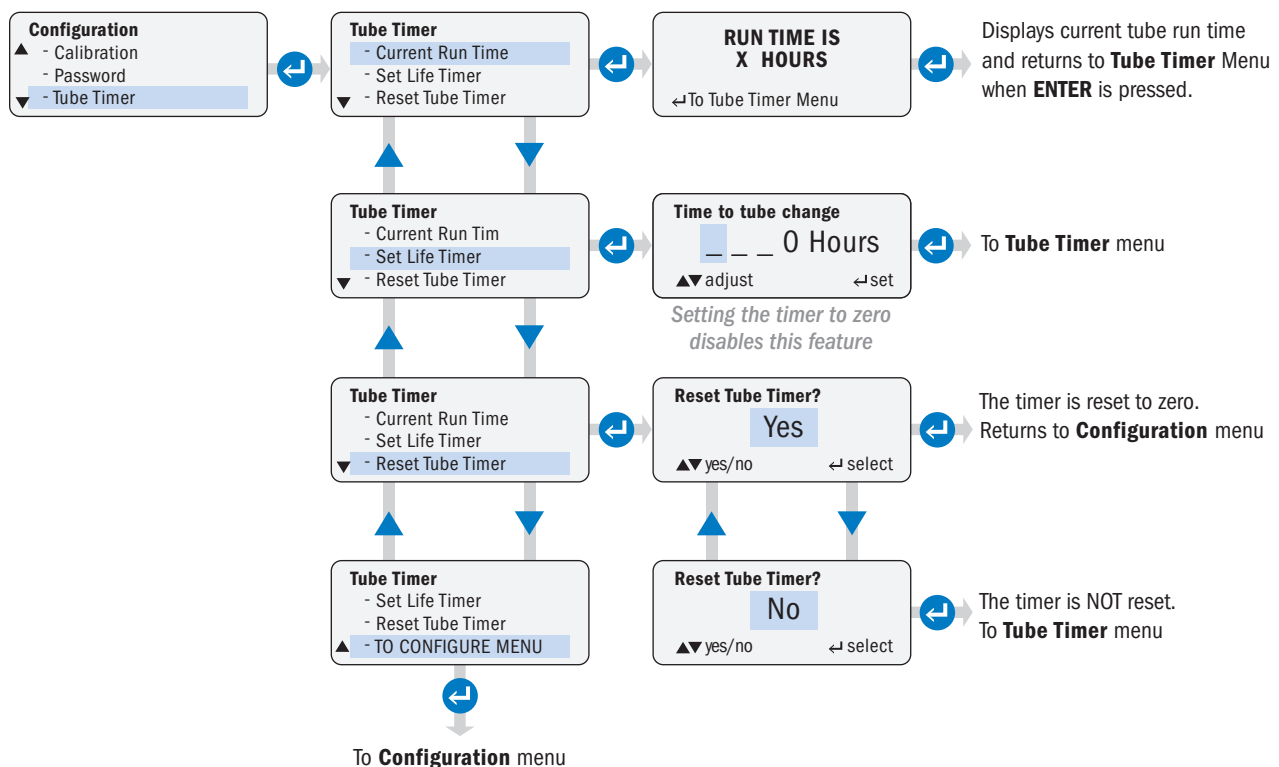 Configuration
- Calibration
- Password
- Tube Timer
Tube Timer
- Current Run Time
- Set Life Timer
- Reset Tube Timer
RUN TIME IS
X HOURS
↵To Tube Timer Menu
Displays current tube run time
and returns to Tube Timer Menu
when ENTER is pressed.
Tube Timer
- Current Run Tim
- Set Life Timer
- Reset Tube Timer
Time to tube change
_ _ _ 0 Hours
▲▼ adjust ↵set
Setting the timer to zero
disables this feature
To Tube Timer menu
Tube Timer
- Current Run Time
- Set Life Timer
- Reset Tube Timer
Reset Tube Timer?
Yes
▲▼ yes/no ↵ select
The timer is reset to zero.
Returns to Configuration menu
Tube Timer
- Set Life Timer
- Reset Tube Timer
- TO CONFIGURE MENU
Reset Tube Timer?
No
▲▼ yes/no ↵ select
The timer is NOT reset.
To Tube Timer menu
To Configuration menu